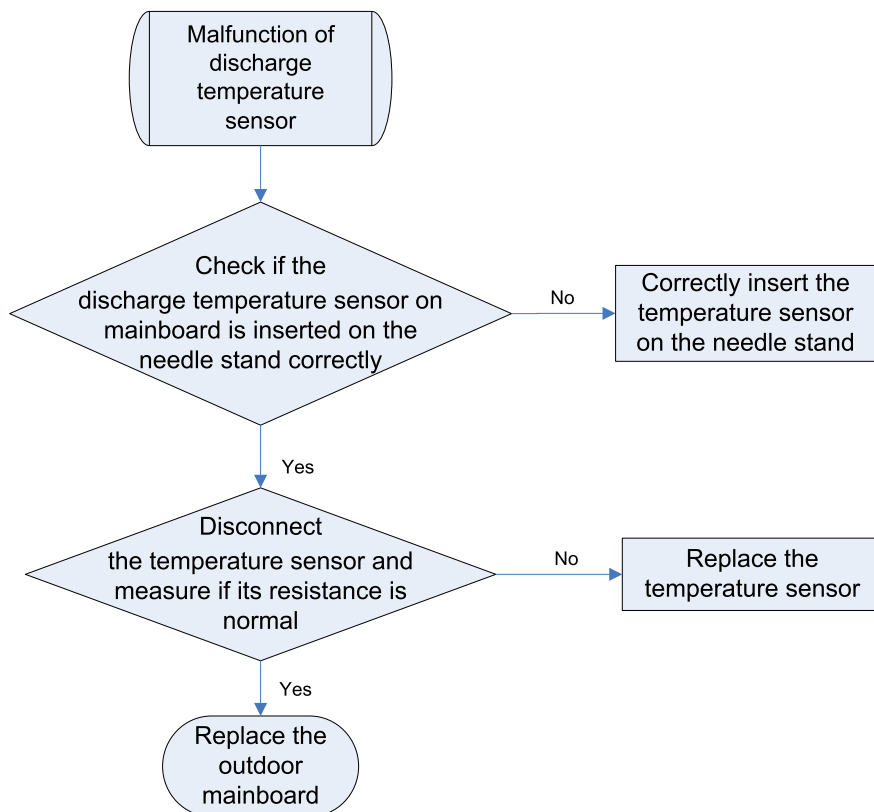 Malfunction of
discharge
temperature
sensor
Check if the
discharge temperature sensor on
mainboard is inserted on the
needle stand correctly
No
Correctly insert the
temperature sensor
on the needle stand
Yes
Disconnect
the temperature sensor and
measure if its resistance is
normal
No
Replace the
temperature sensor
Yes
Replace the
outdoor
mainboard